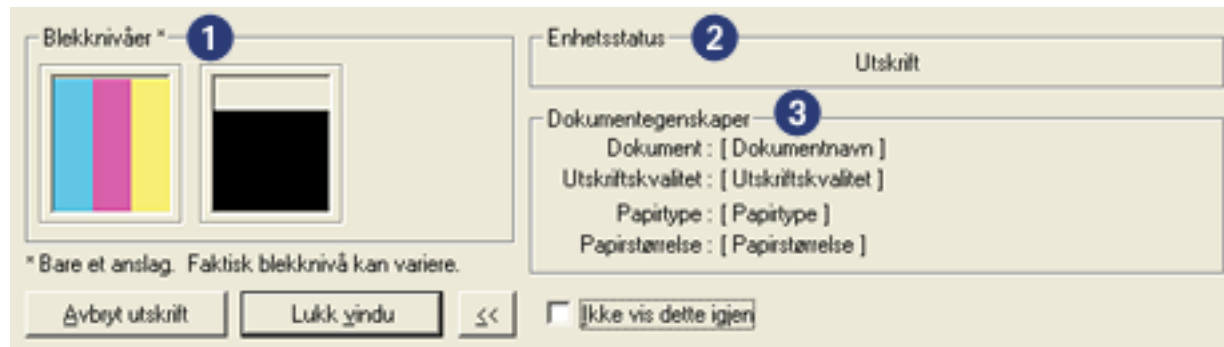 Blekknivåer * 1
Enhetsstatus 2
Utskrift
Dokumentegenskaper 3
Dokument : [ Dokumentnavn ]
Utskriftskvalitet : [ Utskriftskvalitet ]
Papirtype : [ Papirtype ]
Papirstørrelse : [ Papirstørrelse ]
* Bare et anslag. Faktisk blekknivå kan variere.
Avbryt utskrift Lukk vindu << Ikke vis dette igjen